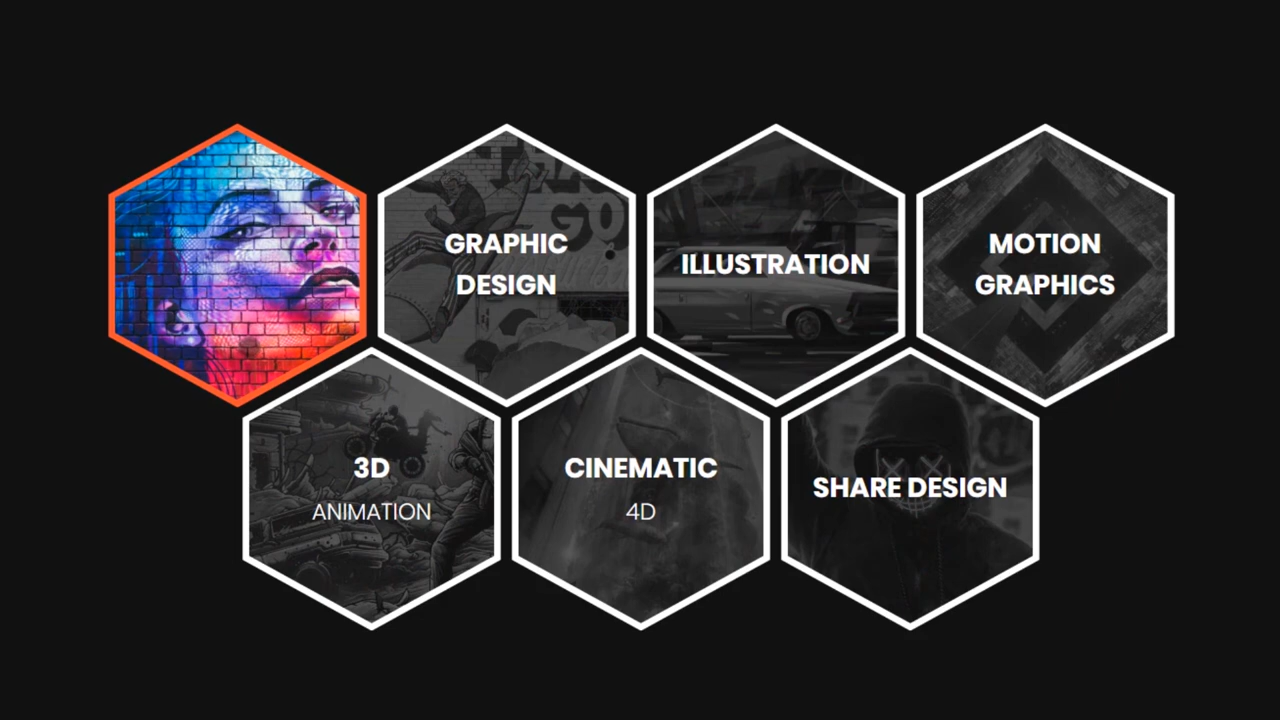 GRAPHIC
DESIGN
ILLUSTRATION
MOTION
GRAPHICS
3D
ANIMATION
CINEMATIC
4D
SHARE DESIGN